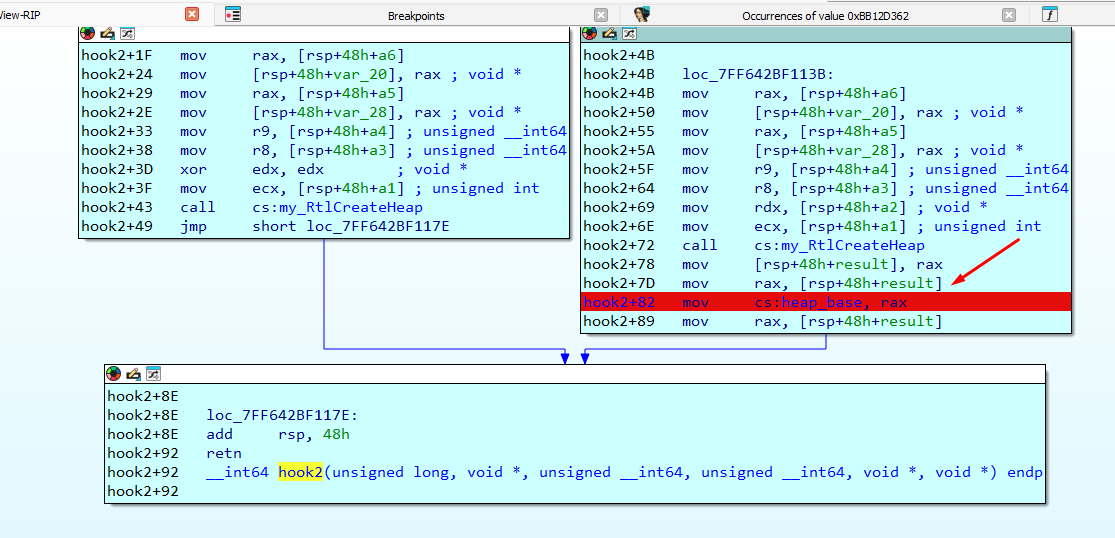 View-RIP
Breakpoints
Occurrences of value 0xBB12D362
hook2+1F mov rax, [rsp+48h+a6]
hook2+24 mov [rsp+48h+var_20], rax ; void *
hook2+29 mov rax, [rsp+48h+a5]
hook2+2E mov [rsp+48h+var_28], rax ; void *
hook2+33 mov r9, [rsp+48h+a4] ; unsigned __int64
hook2+38 mov r8, [rsp+48h+a3] ; unsigned __int64
hook2+3D xor edx, edx ; void *
hook2+3F mov ecx, [rsp+48h+a1] ; unsigned int
hook2+43 call cs:my_RtlCreateHeap
hook2+49 jmp short loc_7FF642BF117E
hook2+4B
hook2+4B loc_7FF642BF113B:
hook2+4B mov rax, [rsp+48h+a6]
hook2+50 mov [rsp+48h+var_20], rax ; void *
hook2+55 mov rax, [rsp+48h+a5]
hook2+5A mov [rsp+48h+var_28], rax ; void *
hook2+5F mov r9, [rsp+48h+a4] ; unsigned __int64
hook2+64 mov r8, [rsp+48h+a3] ; unsigned __int64
hook2+69 mov rdx, [rsp+48h+a2] ; void *
hook2+6E mov ecx, [rsp+48h+a1] ; unsigned int
hook2+72 call cs:my_RtlCreateHeap
hook2+78 mov [rsp+48h+result], rax
hook2+7D mov rax, [rsp+48h+result]
hook2+82 mov cs:heap_base, rax
hook2+89 mov rax, [rsp+48h+result]
hook2+8E
hook2+8E loc_7FF642BF117E:
hook2+8E add rsp, 48h
hook2+92 retn
hook2+92 __int64 hook2(unsigned long, void *, unsigned __int64, unsigned __int64, void *, void *) endp
hook2+92